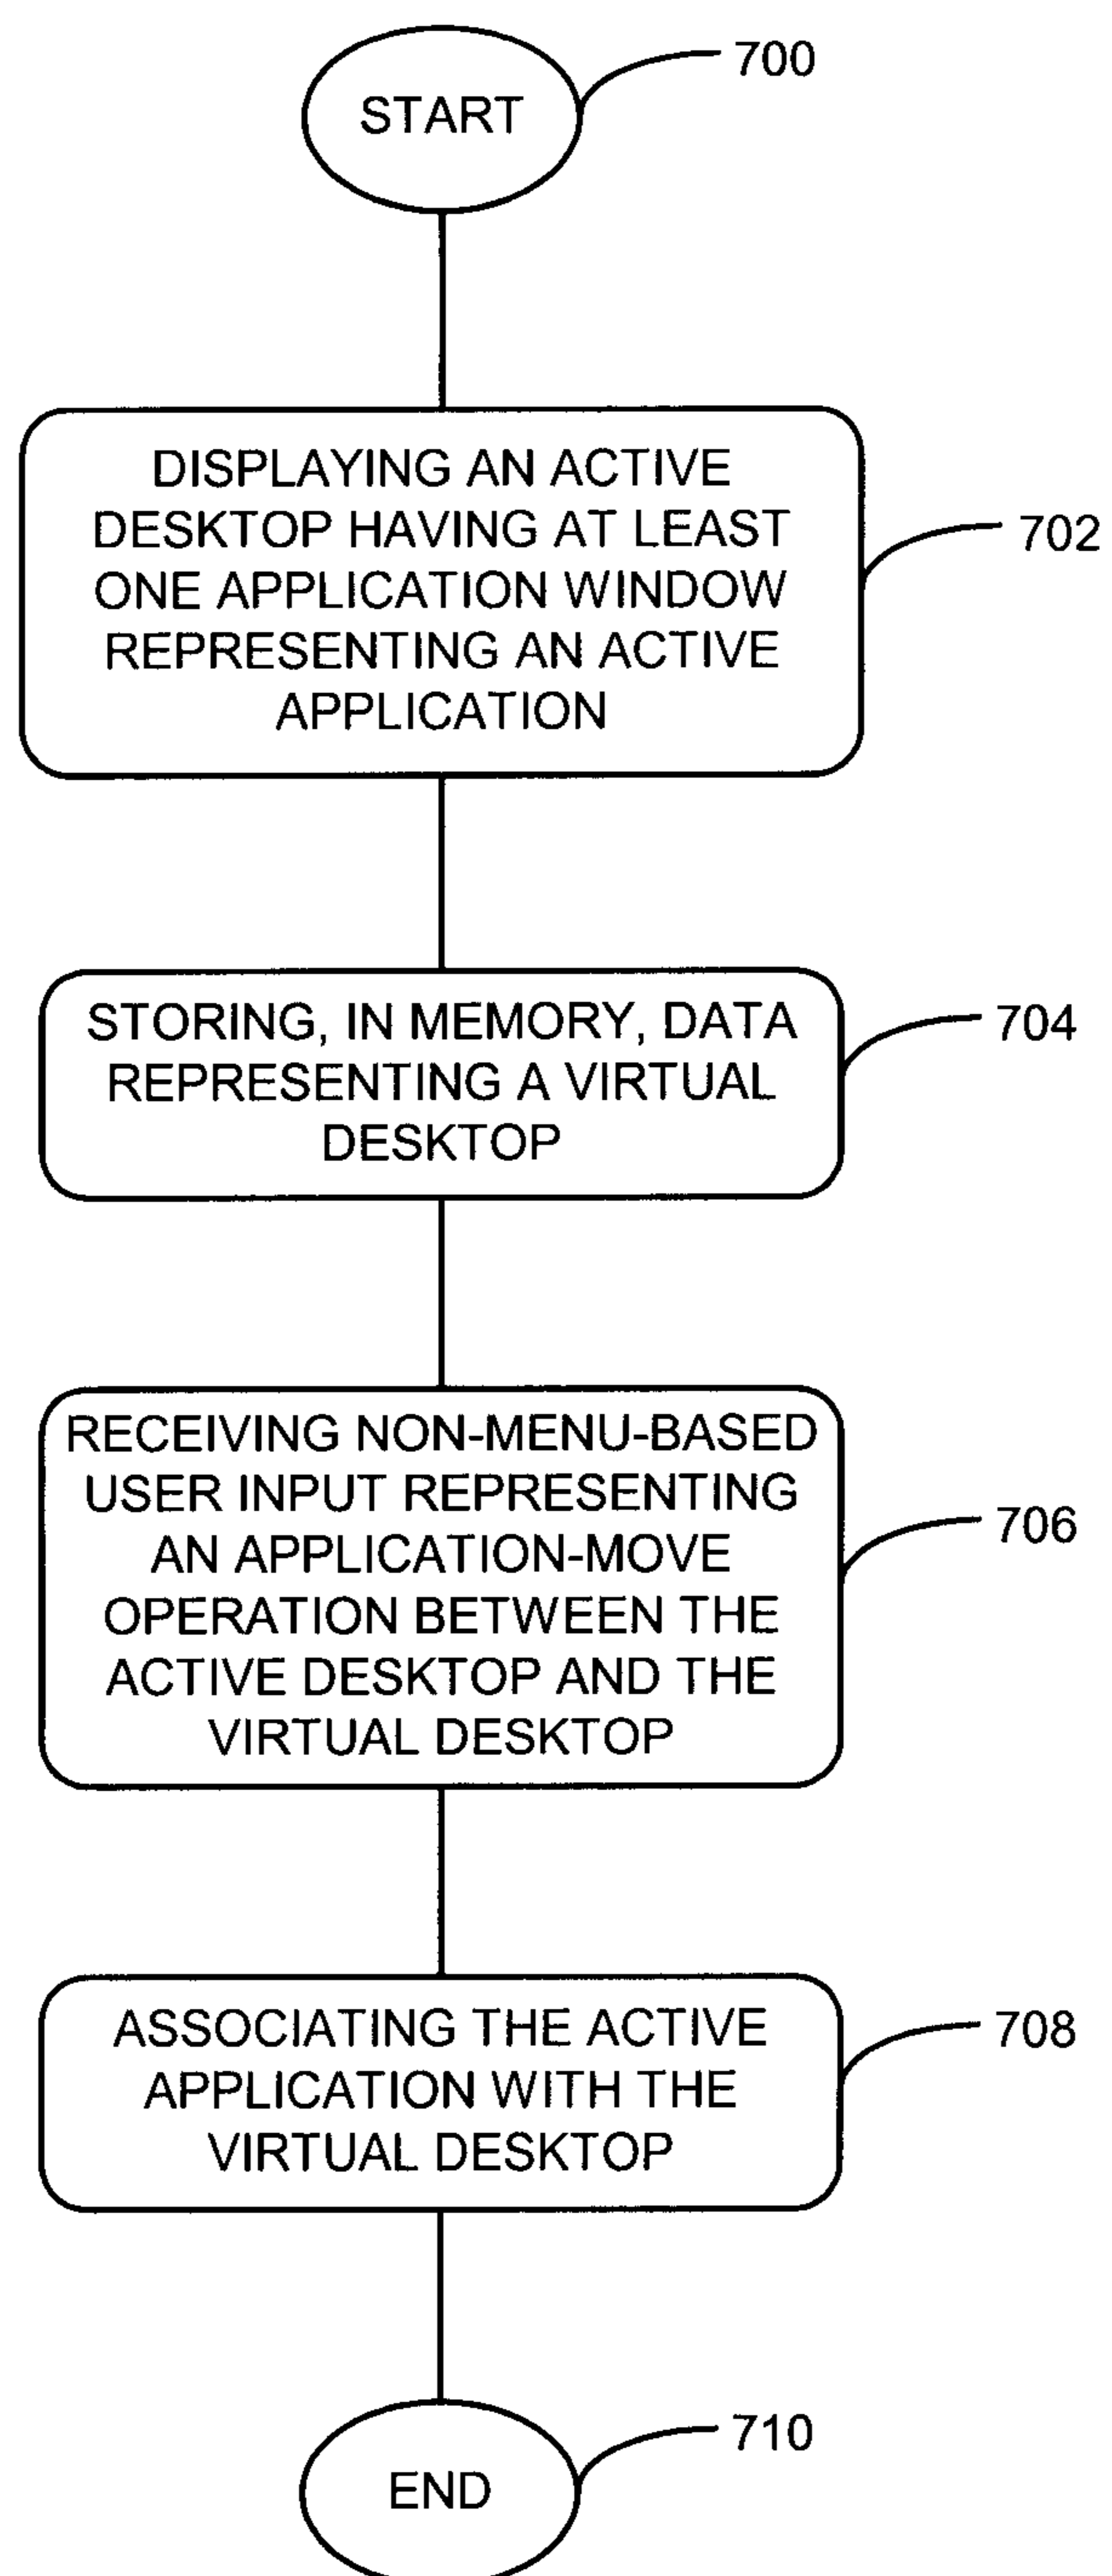 START
700
DISPLAYING AN ACTIVE
DESKTOP HAVING AT LEAST
ONE APPLICATION WINDOW
REPRESENTING AN ACTIVE
APPLICATION
702
STORING, IN MEMORY, DATA
REPRESENTING A VIRTUAL
DESKTOP
704
RECEIVING NON-MENU-BASED
USER INPUT REPRESENTING
AN APPLICATION-MOVE
OPERATION BETWEEN THE
ACTIVE DESKTOP AND THE
VIRTUAL DESKTOP
706
ASSOCIATING THE ACTIVE
APPLICATION WITH THE
VIRTUAL DESKTOP
708
END
710